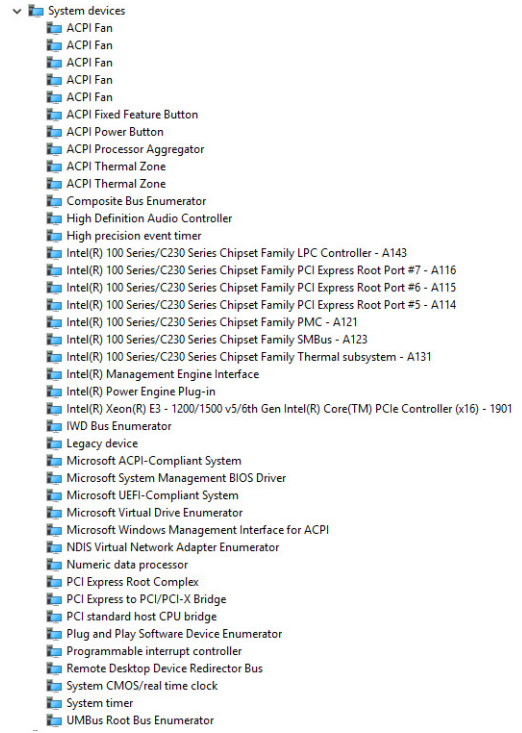 System devices
ACPI Fan
ACPI Fan
ACPI Fan
ACPI Fan
ACPI Fan
ACPI Fixed Feature Button
ACPI Power Button
ACPI Processor Aggregator
ACPI Thermal Zone
ACPI Thermal Zone
Composite Bus Enumerator
High Definition Audio Controller
High precision event timer
Intel(R) 100 Series/C230 Series Chipset Family LPC Controller - A143
Intel(R) 100 Series/C230 Series Chipset Family PCI Express Root Port #7 - A116
Intel(R) 100 Series/C230 Series Chipset Family PCI Express Root Port #6 - A115
Intel(R) 100 Series/C230 Series Chipset Family PCI Express Root Port #5 - A114
Intel(R) 100 Series/C230 Series Chipset Family PMC - A121
Intel(R) 100 Series/C230 Series Chipset Family SMBus - A123
Intel(R) 100 Series/C230 Series Chipset Family Thermal subsystem - A131
Intel(R) Management Engine Interface
Intel(R) Power Engine Plug-in
Intel(R) Xeon(R) E3 - 1200/1500 v5/6th Gen Intel(R) Core(TM) PCIe Controller (x16) - 1901
IWD Bus Enumerator
Legacy device
Microsoft ACPI-Compliant System
Microsoft System Management BIOS Driver
Microsoft UEFI-Compliant System
Microsoft Virtual Drive Enumerator
Microsoft Windows Management Interface for ACPI
NDIS Virtual Network Adapter Enumerator
Numeric data processor
PCI Express Root Complex
PCI Express to PCI/PCI-X Bridge
PCI standard host CPU bridge
Plug and Play Software Device Enumerator
Programmable interrupt controller
Remote Desktop Device Redirector Bus
System CMOS/real time clock
System timer
UMBus Root Bus Enumerator